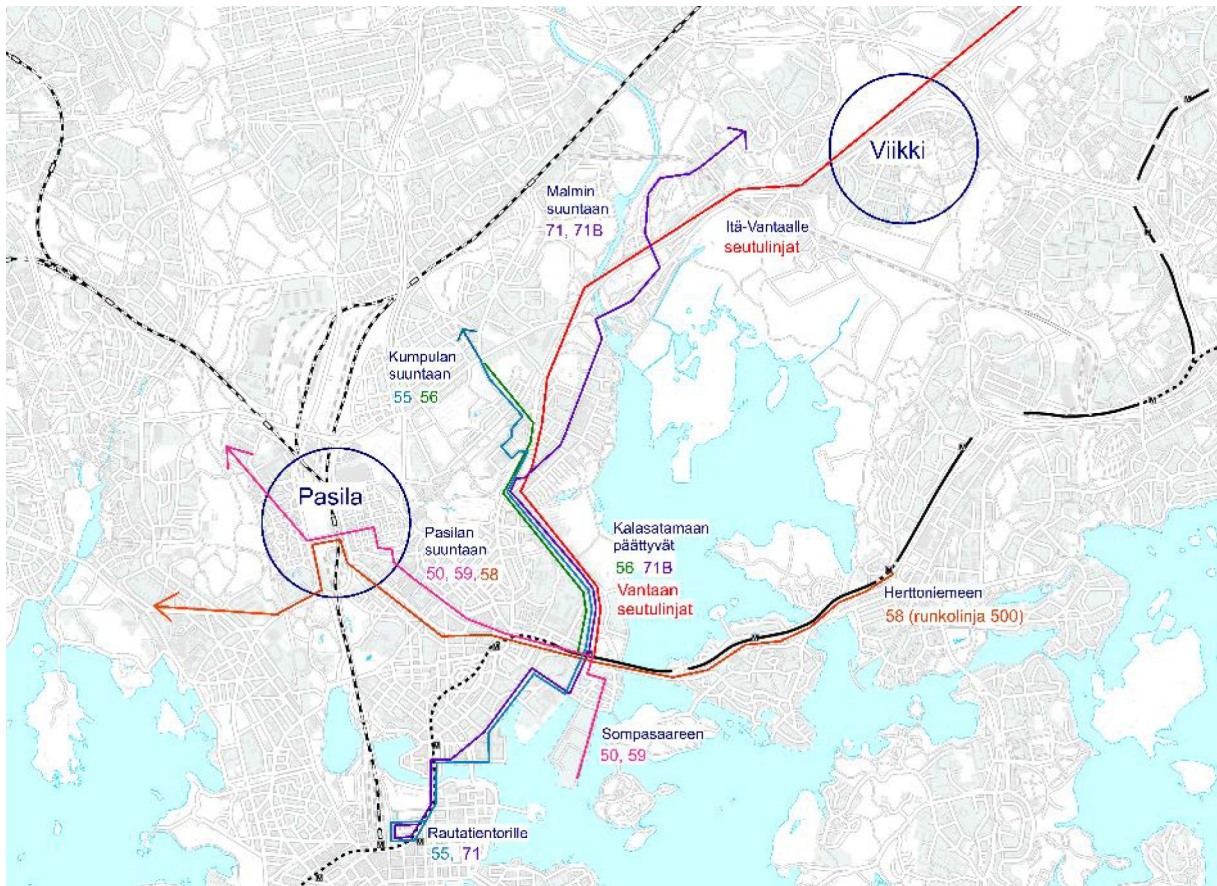 Viikki
Malmin
suuntaan
71, 71B
Itä-Vantaalle
seutulinjat
Kumpulan
suuntaan
55 56
Pasila
Pasilan
suuntaan
50, 59, 58
Kalasatamaan
päättyvät
56 71B
Vantaan
seutulinjat
Herttoniemeen
58 (runkolinja 500)
Sompasaareen
50, 59
Rautatientorille
55, 71
M
M
M
M
M
M
M
M
M
M